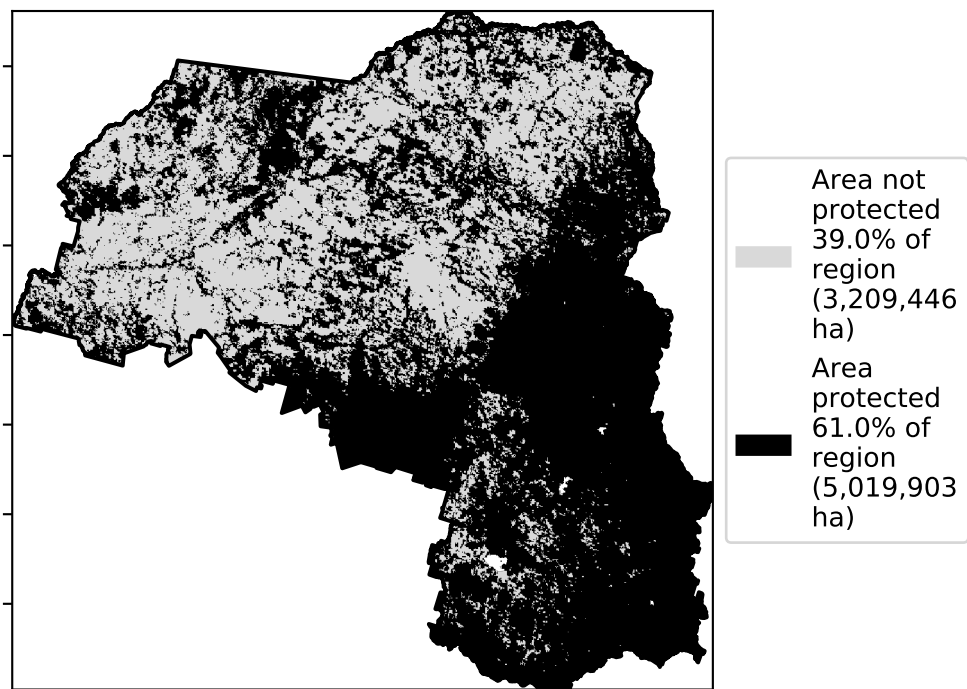 Area not
protected
39.0% of
region
(3,209,446
ha)
Area
protected
61.0% of
region
(5,019,903
ha)